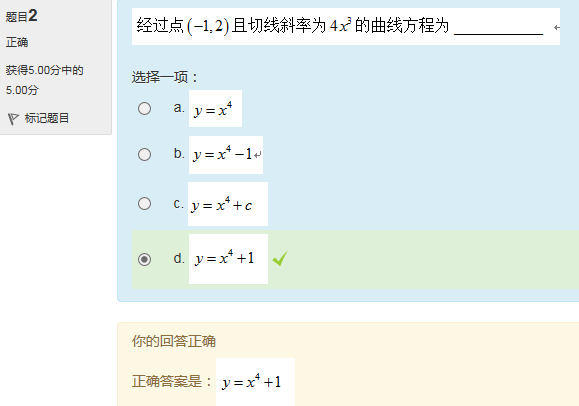 题目2
正确
获得5.00分中的
5.00分
标记题目
经过点(−1,2)且切线斜率为4x³的曲线方程为 __________ ↵
选择一项：
a. y = x⁴
b. y = x⁴ −1↵
c. y = x⁴ + c
d. y = x⁴ +1
你的回答正确
正确答案是： y = x⁴ +1